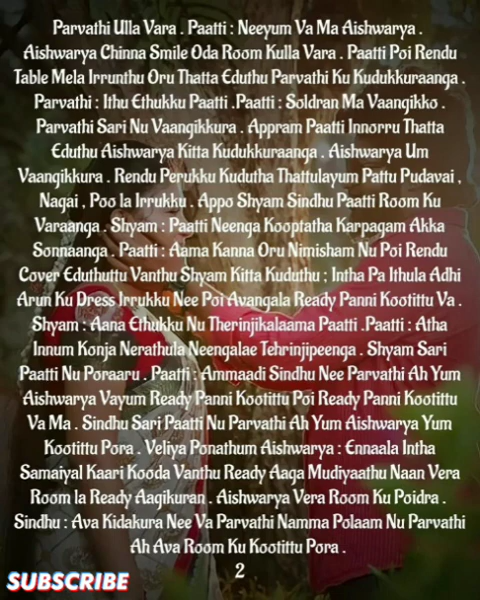 Parvathi Ulla Vara . Paatti : Neeyum Va Ma Aishwarya .
Aishwarya Chinna Smile Oda Room Kulla Vara . Paatti Poi Rendu
Table Mela Irrunthu Oru Thatta Eduthu Parvathi Ku Kudukkuraanga .
Parvathi : Ithu Ethukku Paatti .Paatti : Soldran Ma Vaangikko .
Parvathi Sari Nu Vaangikkura . Appram Paatti Innorru Thatta
Eduthu Aishwarya Kitta Kudukkuraanga . Aishwarya Um
Vaangikkura . Rendu Perukku Kudutha Thattulayum Pattu Pudavai ,
Nagai , Poo la Irrukku . Appo Shyam Sindhu Paatti Room Ku
Varaanga . Shyam : Paatti Neenga Kooptatha Karpagam Akka
Sonnaanga . Paatti : Aama Kanna Oru Nimisham Nu Poi Rendu
Cover Eduthuttu Vanthu Shyam Kitta Kuduthu : Intha Pa Ithula Adhi
Arun Ku Dress Irrukku Nee Poi Avangala Ready Panni Kootittu Va .
Shyam : Aana Ethukku Nu Therinjikalaama Paatti .Paatti : Atha
Innum Konja Nerathula Neengalae Tehrinjipeenga . Shyam Sari
Paatti Nu Poraaru . Paatti : Ammaadi Sindhu Nee Parvathi Ah Yum
Aishwarya Vayum Ready Panni Kootittu Poi Ready Panni Kootittu
Va Ma . Sindhu Sari Paatti Nu Parvathi Ah Yum Aishwarya Yum
Kootittu Pora . Veliya Ponathum Aishwarya : Ennaala Intha
Samaiyal Kaari Kooda Vanthu Ready Aaga Mudiyaathu Naan Vera
Room la Ready Aagikuran . Aishwarya Vera Room Ku Poidra .
Sindhu : Ava Kidakura Nee Va Parvathi Namma Polaam Nu Parvathi
Ah Ava Room Ku Kootittu Pora .
2
SUBSCRIBE